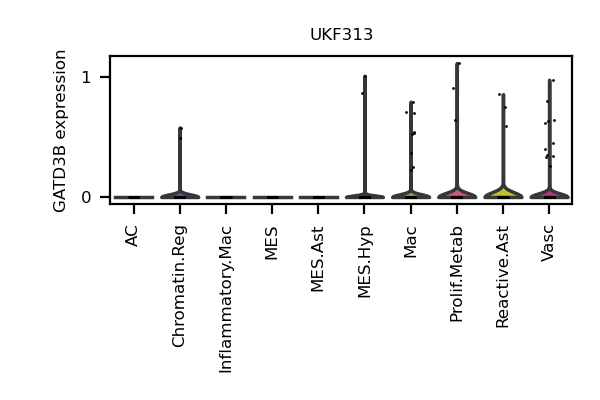 UKF313
GATD3B expression
1
0
AC
Chromatin.Reg
Inflammatory.Mac
MES
MES.Ast
MES.Hyp
Mac
Prolif.Metab
Reactive.Ast
Vasc